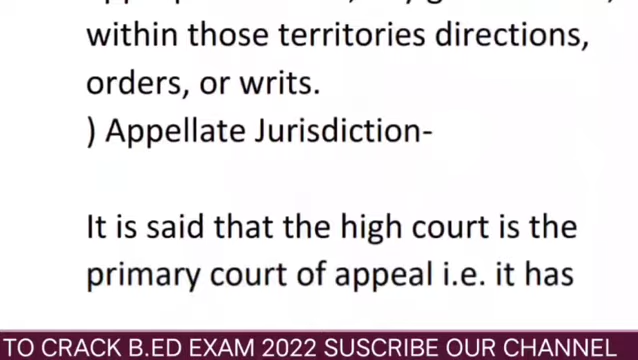 within those territories directions,
orders, or writs.
) Appellate Jurisdiction-
It is said that the high court is the
primary court of appeal i.e. it has
TO CRACK B.ED EXAM 2022 SUSCRIBE OUR CHANNEL